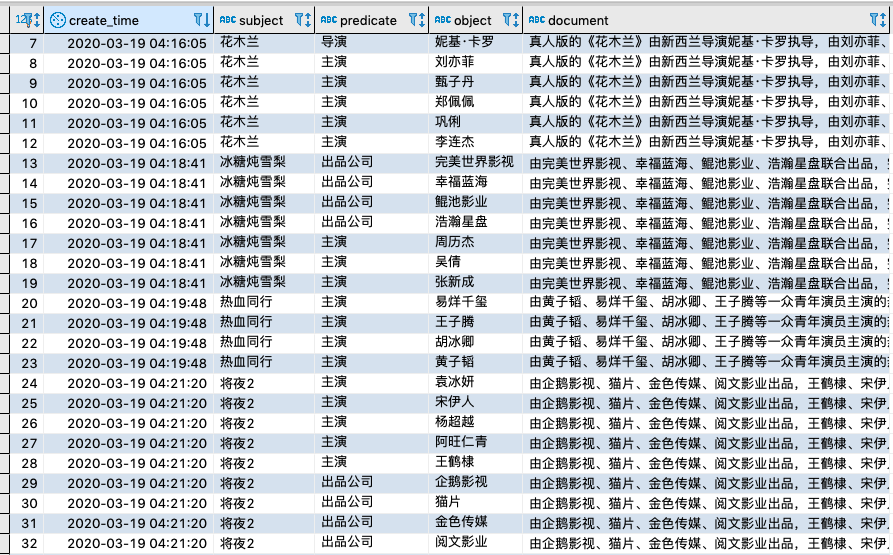 123 create_time ABC subject ABC predicate ABC object ABC document
7 2020-03-19 04:16:05 花木兰 导演 妮基·卡罗 真人版的《花木兰》由新西兰导演妮基·卡罗执导，由刘亦菲、
8 2020-03-19 04:16:05 花木兰 主演 刘亦菲 真人版的《花木兰》由新西兰导演妮基·卡罗执导，由刘亦菲、
9 2020-03-19 04:16:05 花木兰 主演 甄子丹 真人版的《花木兰》由新西兰导演妮基·卡罗执导，由刘亦菲、
10 2020-03-19 04:16:05 花木兰 主演 郑佩佩 真人版的《花木兰》由新西兰导演妮基·卡罗执导，由刘亦菲、
11 2020-03-19 04:16:05 花木兰 主演 巩俐 真人版的《花木兰》由新西兰导演妮基·卡罗执导，由刘亦菲、
12 2020-03-19 04:16:05 花木兰 主演 李连杰 真人版的《花木兰》由新西兰导演妮基·卡罗执导，由刘亦菲、
13 2020-03-19 04:18:41 冰糖炖雪梨 出品公司 完美世界影视 由完美世界影视、幸福蓝海、鲲池影业、浩瀚星盘联合出品，
14 2020-03-19 04:18:41 冰糖炖雪梨 出品公司 幸福蓝海 由完美世界影视、幸福蓝海、鲲池影业、浩瀚星盘联合出品，
15 2020-03-19 04:18:41 冰糖炖雪梨 出品公司 鲲池影业 由完美世界影视、幸福蓝海、鲲池影业、浩瀚星盘联合出品，
16 2020-03-19 04:18:41 冰糖炖雪梨 出品公司 浩瀚星盘 由完美世界影视、幸福蓝海、鲲池影业、浩瀚星盘联合出品，
17 2020-03-19 04:18:41 冰糖炖雪梨 主演 周历杰 由完美世界影视、幸福蓝海、鲲池影业、浩瀚星盘联合出品，
18 2020-03-19 04:18:41 冰糖炖雪梨 主演 吴倩 由完美世界影视、幸福蓝海、鲲池影业、浩瀚星盘联合出品，
19 2020-03-19 04:18:41 冰糖炖雪梨 主演 张新成 由完美世界影视、幸福蓝海、鲲池影业、浩瀚星盘联合出品，
20 2020-03-19 04:19:48 热血同行 主演 易烊千玺 由黄子韬、易烊千玺、胡冰卿、王子腾等一众青年演员主演的
21 2020-03-19 04:19:48 热血同行 主演 王子腾 由黄子韬、易烊千玺、胡冰卿、王子腾等一众青年演员主演的
22 2020-03-19 04:19:48 热血同行 主演 胡冰卿 由黄子韬、易烊千玺、胡冰卿、王子腾等一众青年演员主演的
23 2020-03-19 04:19:48 热血同行 主演 黄子韬 由黄子韬、易烊千玺、胡冰卿、王子腾等一众青年演员主演的
24 2020-03-19 04:21:20 将夜2 主演 袁冰妍 由企鹅影视、猫片、金色传媒、阅文影业出品，王鹤棣、宋伊人
25 2020-03-19 04:21:20 将夜2 主演 宋伊人 由企鹅影视、猫片、金色传媒、阅文影业出品，王鹤棣、宋伊人
26 2020-03-19 04:21:20 将夜2 主演 杨超越 由企鹅影视、猫片、金色传媒、阅文影业出品，王鹤棣、宋伊人
27 2020-03-19 04:21:20 将夜2 主演 阿旺仁青 由企鹅影视、猫片、金色传媒、阅文影业出品，王鹤棣、宋伊人
28 2020-03-19 04:21:20 将夜2 主演 王鹤棣 由企鹅影视、猫片、金色传媒、阅文影业出品，王鹤棣、宋伊人
29 2020-03-19 04:21:20 将夜2 出品公司 企鹅影视 由企鹅影视、猫片、金色传媒、阅文影业出品，王鹤棣、宋伊人
30 2020-03-19 04:21:20 将夜2 出品公司 猫片 由企鹅影视、猫片、金色传媒、阅文影业出品，王鹤棣、宋伊人
31 2020-03-19 04:21:20 将夜2 出品公司 金色传媒 由企鹅影视、猫片、金色传媒、阅文影业出品，王鹤棣、宋伊人
32 2020-03-19 04:21:20 将夜2 出品公司 阅文影业 由企鹅影视、猫片、金色传媒、阅文影业出品，王鹤棣、宋伊人